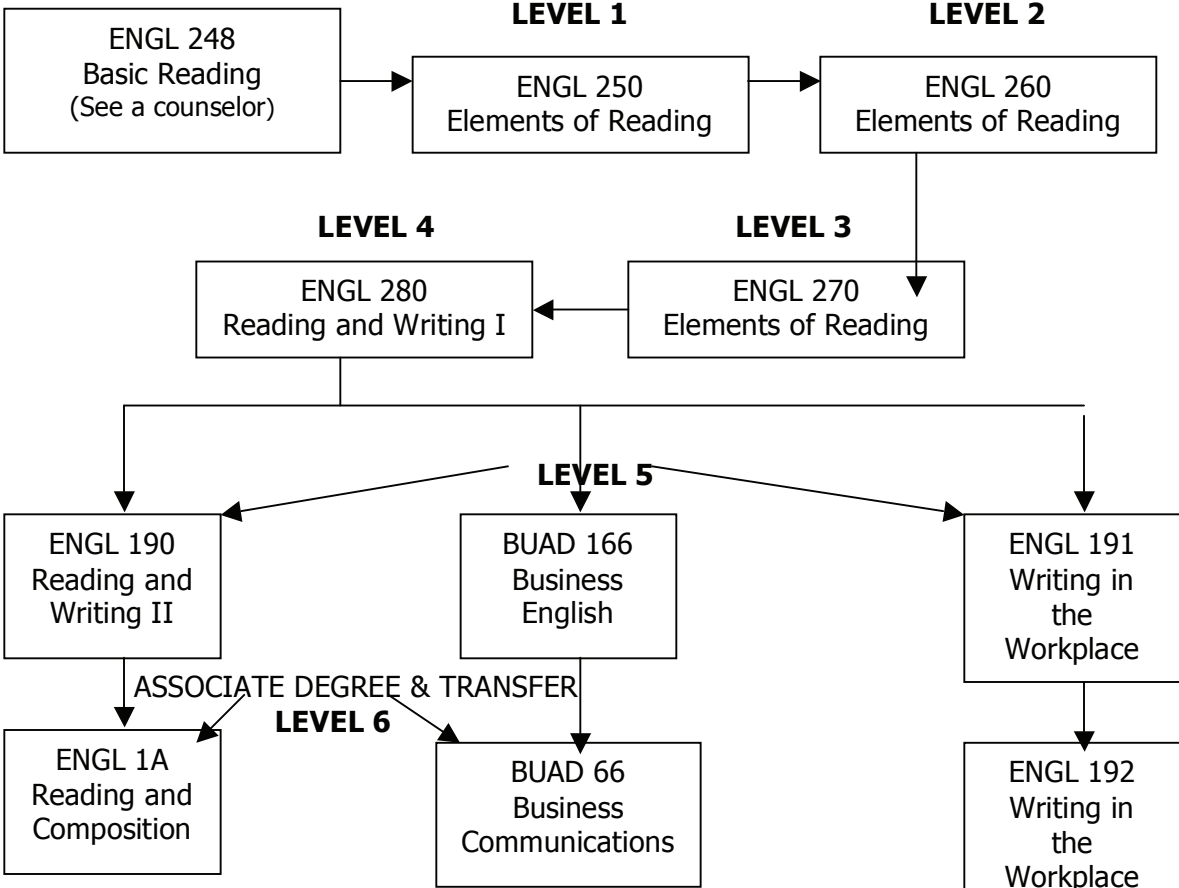 LEVEL 1
LEVEL 2
ENGL 248
Basic Reading
(See a counselor)
ENGL 250
Elements of Reading
ENGL 260
Elements of Reading
LEVEL 4
LEVEL 3
ENGL 280
Reading and Writing I
ENGL 270
Elements of Reading
LEVEL 5
ENGL 190
Reading and
Writing II
BUAD 166
Business
English
ENGL 191
Writing in
the
Workplace
ASSOCIATE DEGREE & TRANSFER
LEVEL 6
ENGL 1A
Reading and
Composition
BUAD 66
Business
Communications
ENGL 192
Writing in
the
Workplace